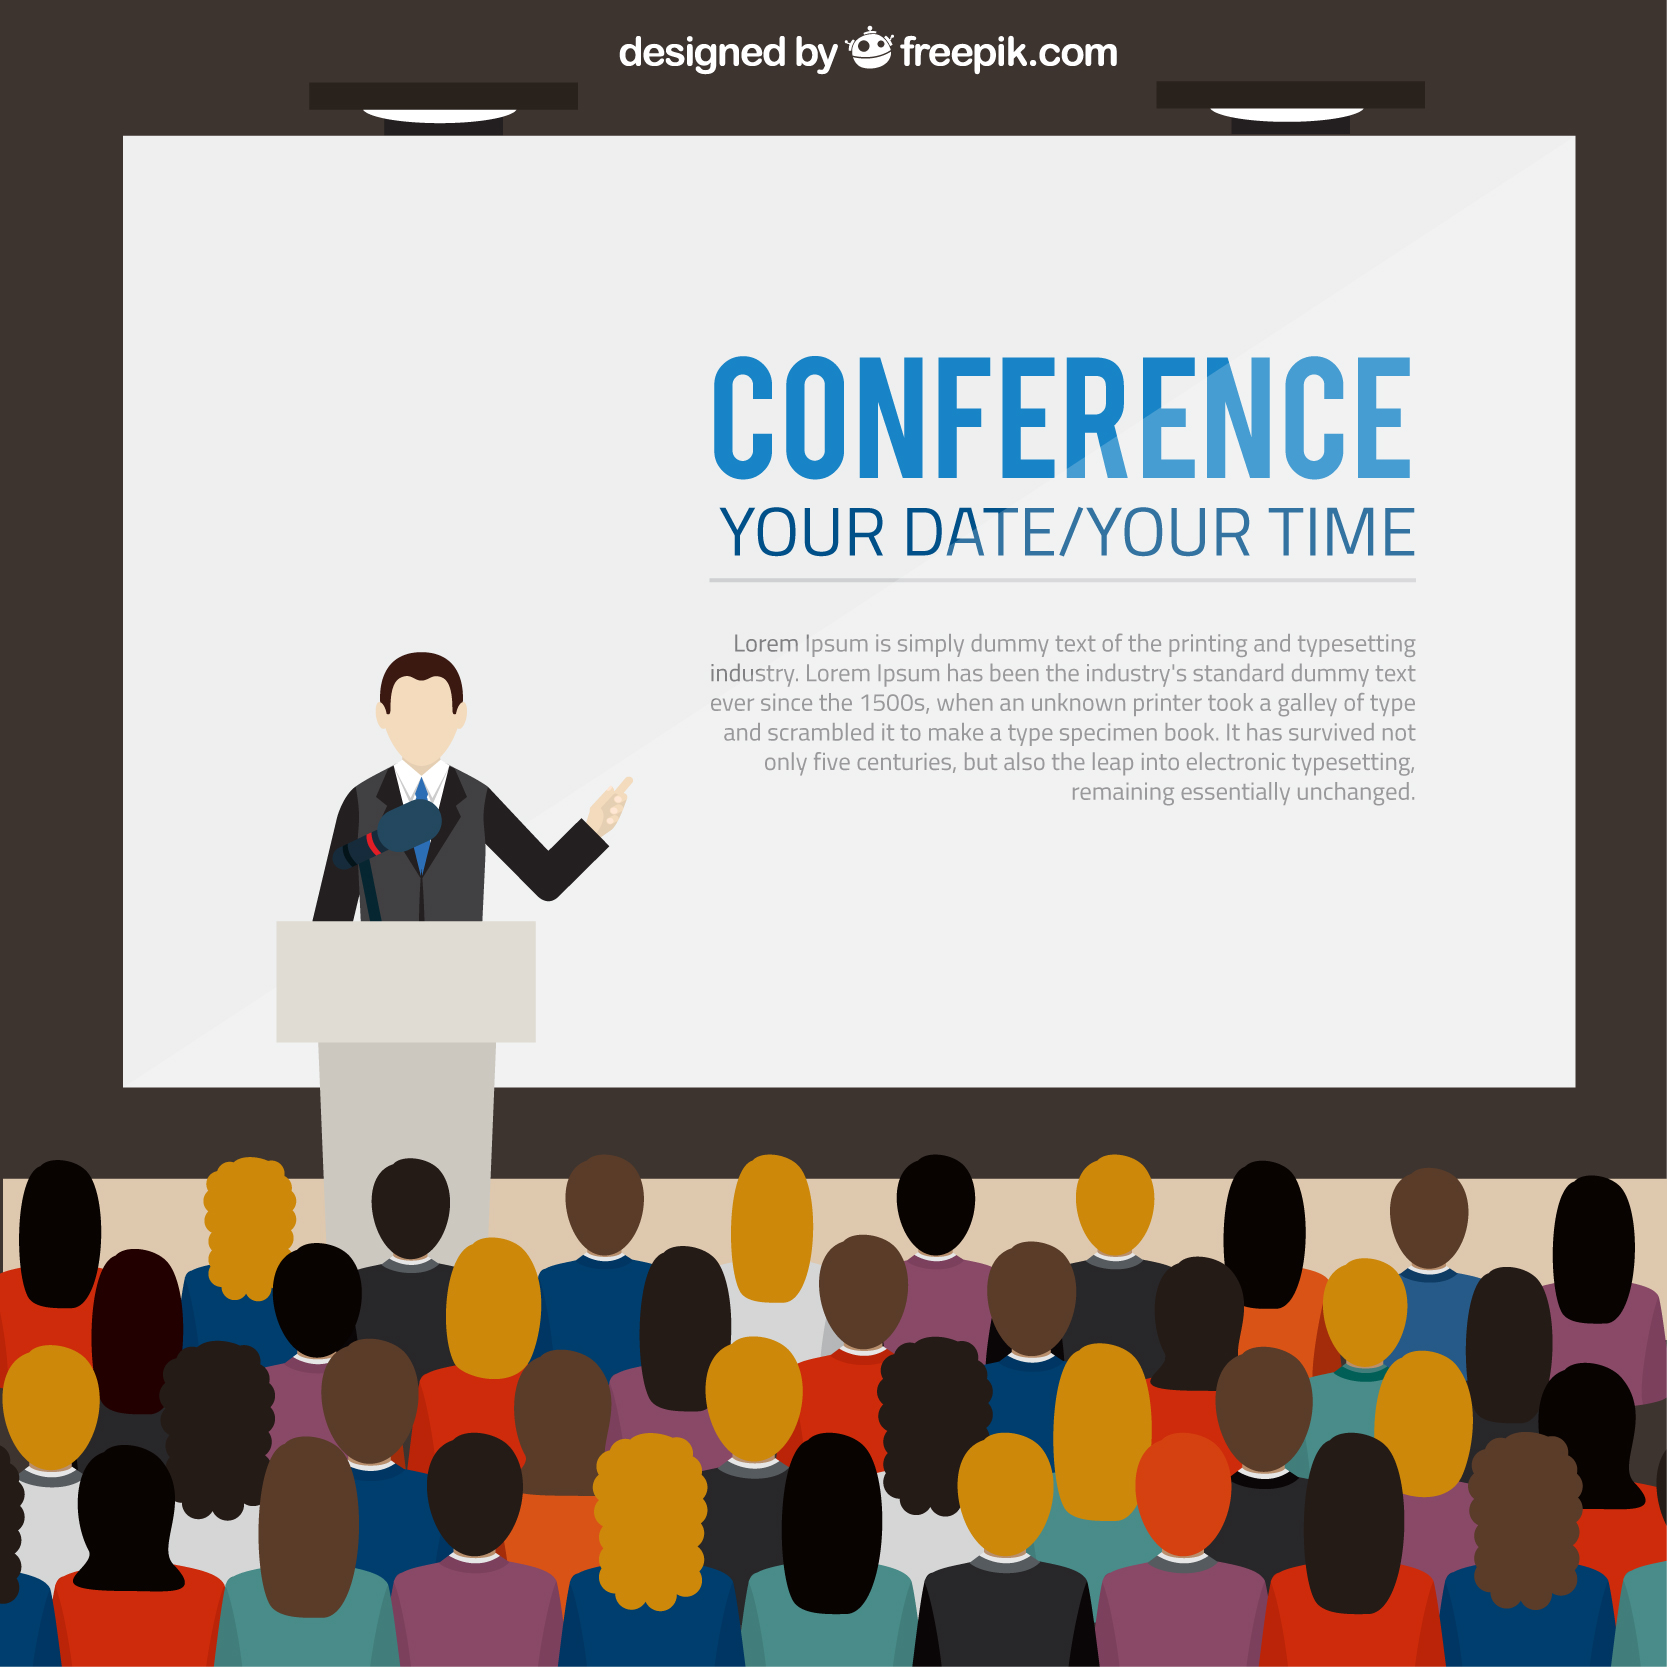 designed by freepik.com
CONFERENCE
YOUR DATE/YOUR TIME
Lorem Ipsum is simply dummy text of the printing and typesetting
industry. Lorem Ipsum has been the industry's standard dummy text
ever since the 1500s, when an unknown printer took a galley of type
and scrambled it to make a type specimen book. It has survived not
only five centuries, but also the leap into electronic typesetting,
remaining essentially unchanged.